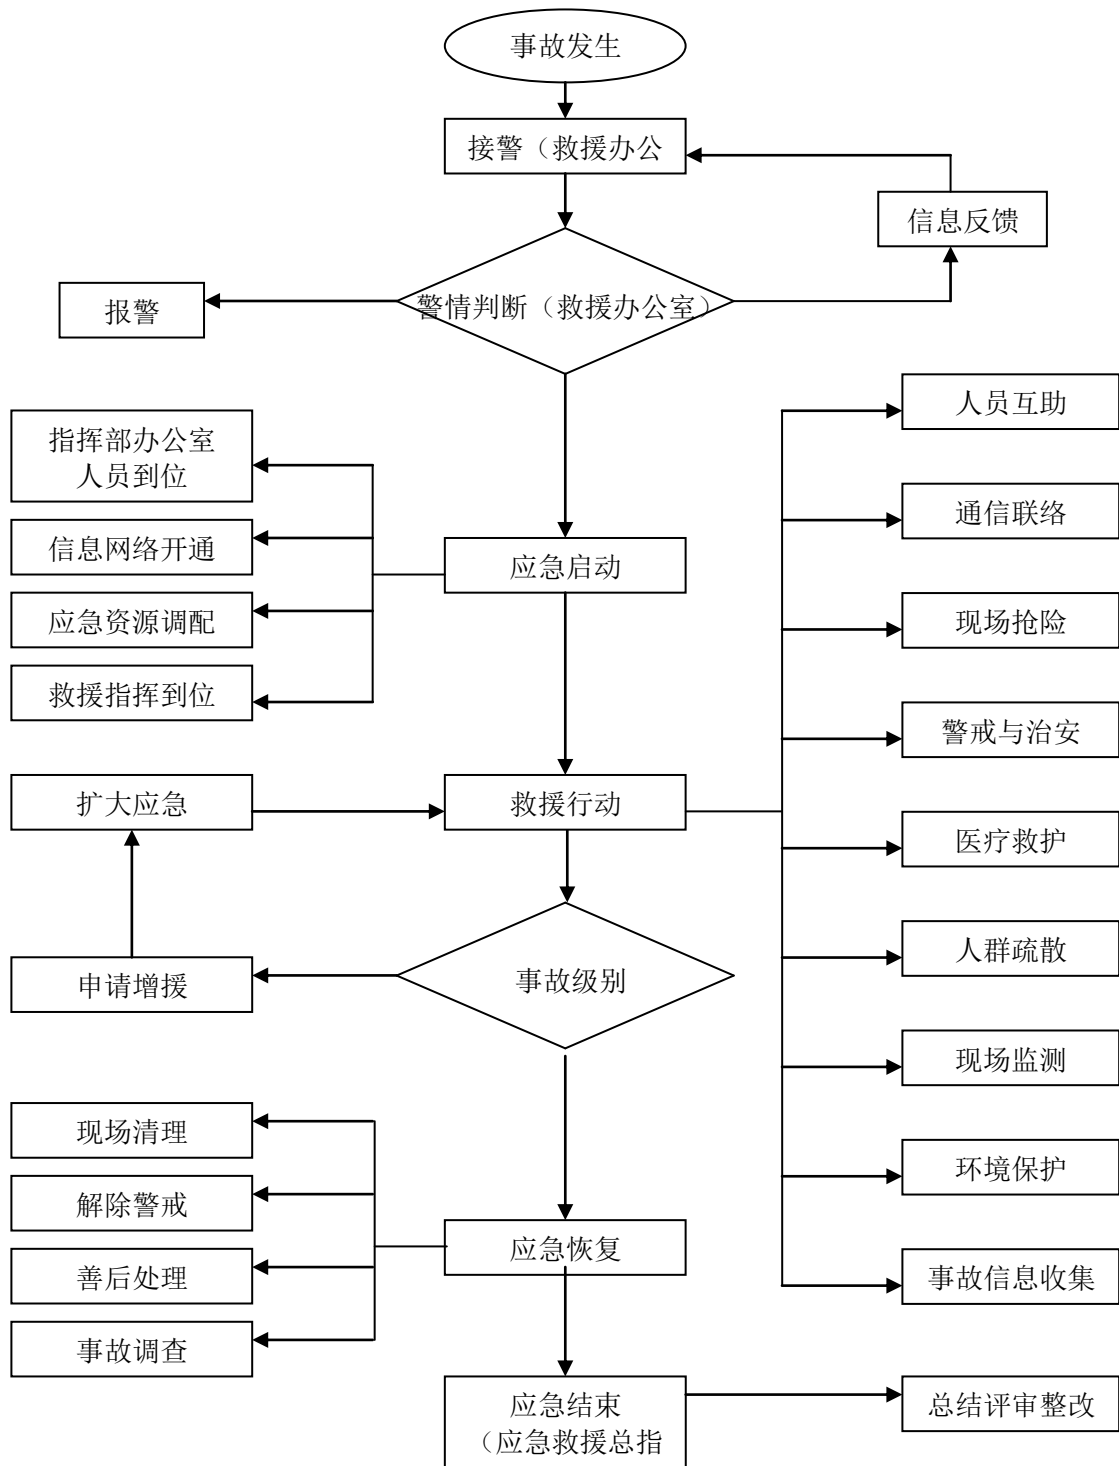 事故发生
接警（救援办公
信息反馈
报警
警情判断（救援办公室）
人员互助
指挥部办公室
人员到位
通信联络
信息网络开通
应急启动
应急资源调配
现场抢险
救援指挥到位
警戒与治安
扩大应急
救援行动
医疗救护
人群疏散
申请增援
事故级别
现场监测
现场清理
环境保护
解除警戒
应急恢复
善后处理
事故信息收集
事故调查
应急结束
（应急救援总指
总结评审整改